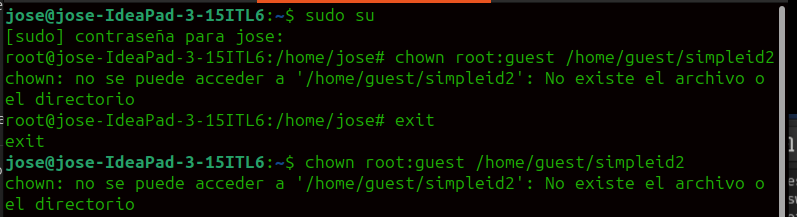 jose@jose-IdeaPad-3-15ITL6:~$ sudo su
[sudo] contraseña para jose:
root@jose-IdeaPad-3-15ITL6:/home/jose# chown root:guest /home/guest/simpleid2
chown: no se puede acceder a '/home/guest/simpleid2': No existe el archivo o
el directorio
root@jose-IdeaPad-3-15ITL6:/home/jose# exit
exit
jose@jose-IdeaPad-3-15ITL6:~$ chown root:guest /home/guest/simpleid2
chown: no se puede acceder a '/home/guest/simpleid2': No existe el archivo o
el directorio